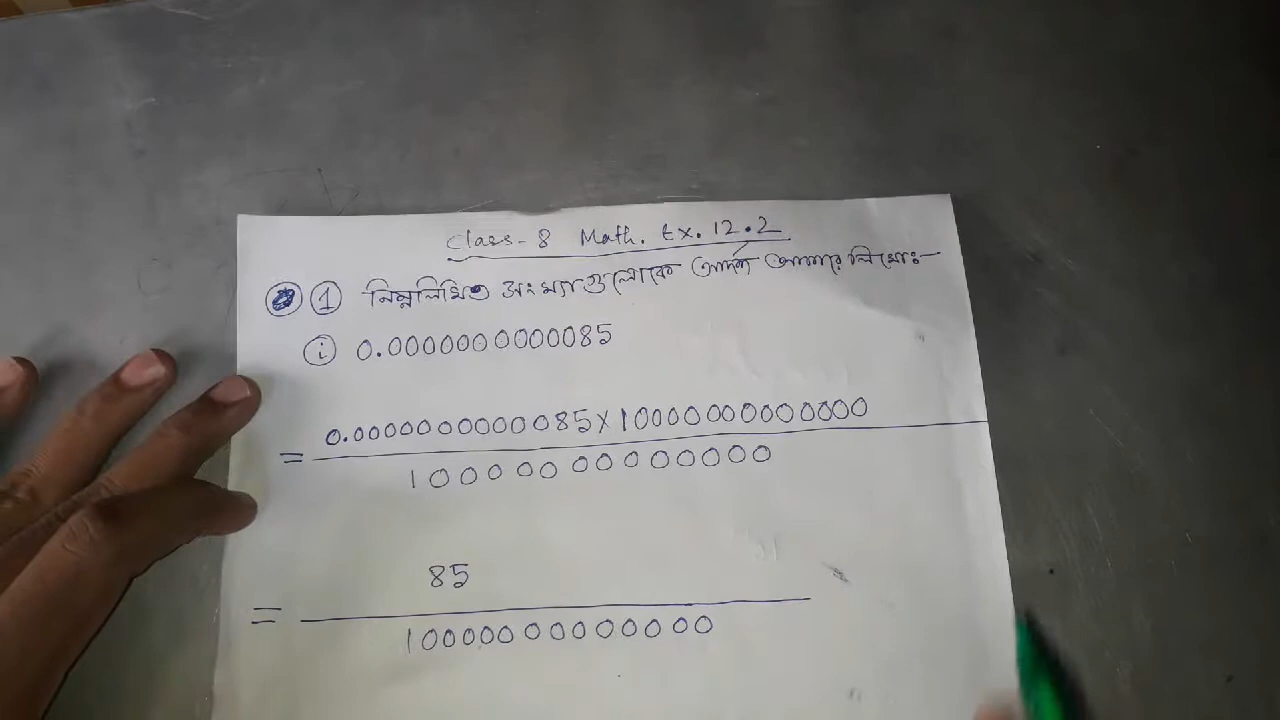 Class-8 Math. Ex. 12.2
① নিম্নলিখিত সংখ্যাগুলোকে আদর্শ আকারে লিখো:-
ⓘ 0.0000000000085
= 0.0000000000085×10000000000000
10000000000000
= 85
10000000000000